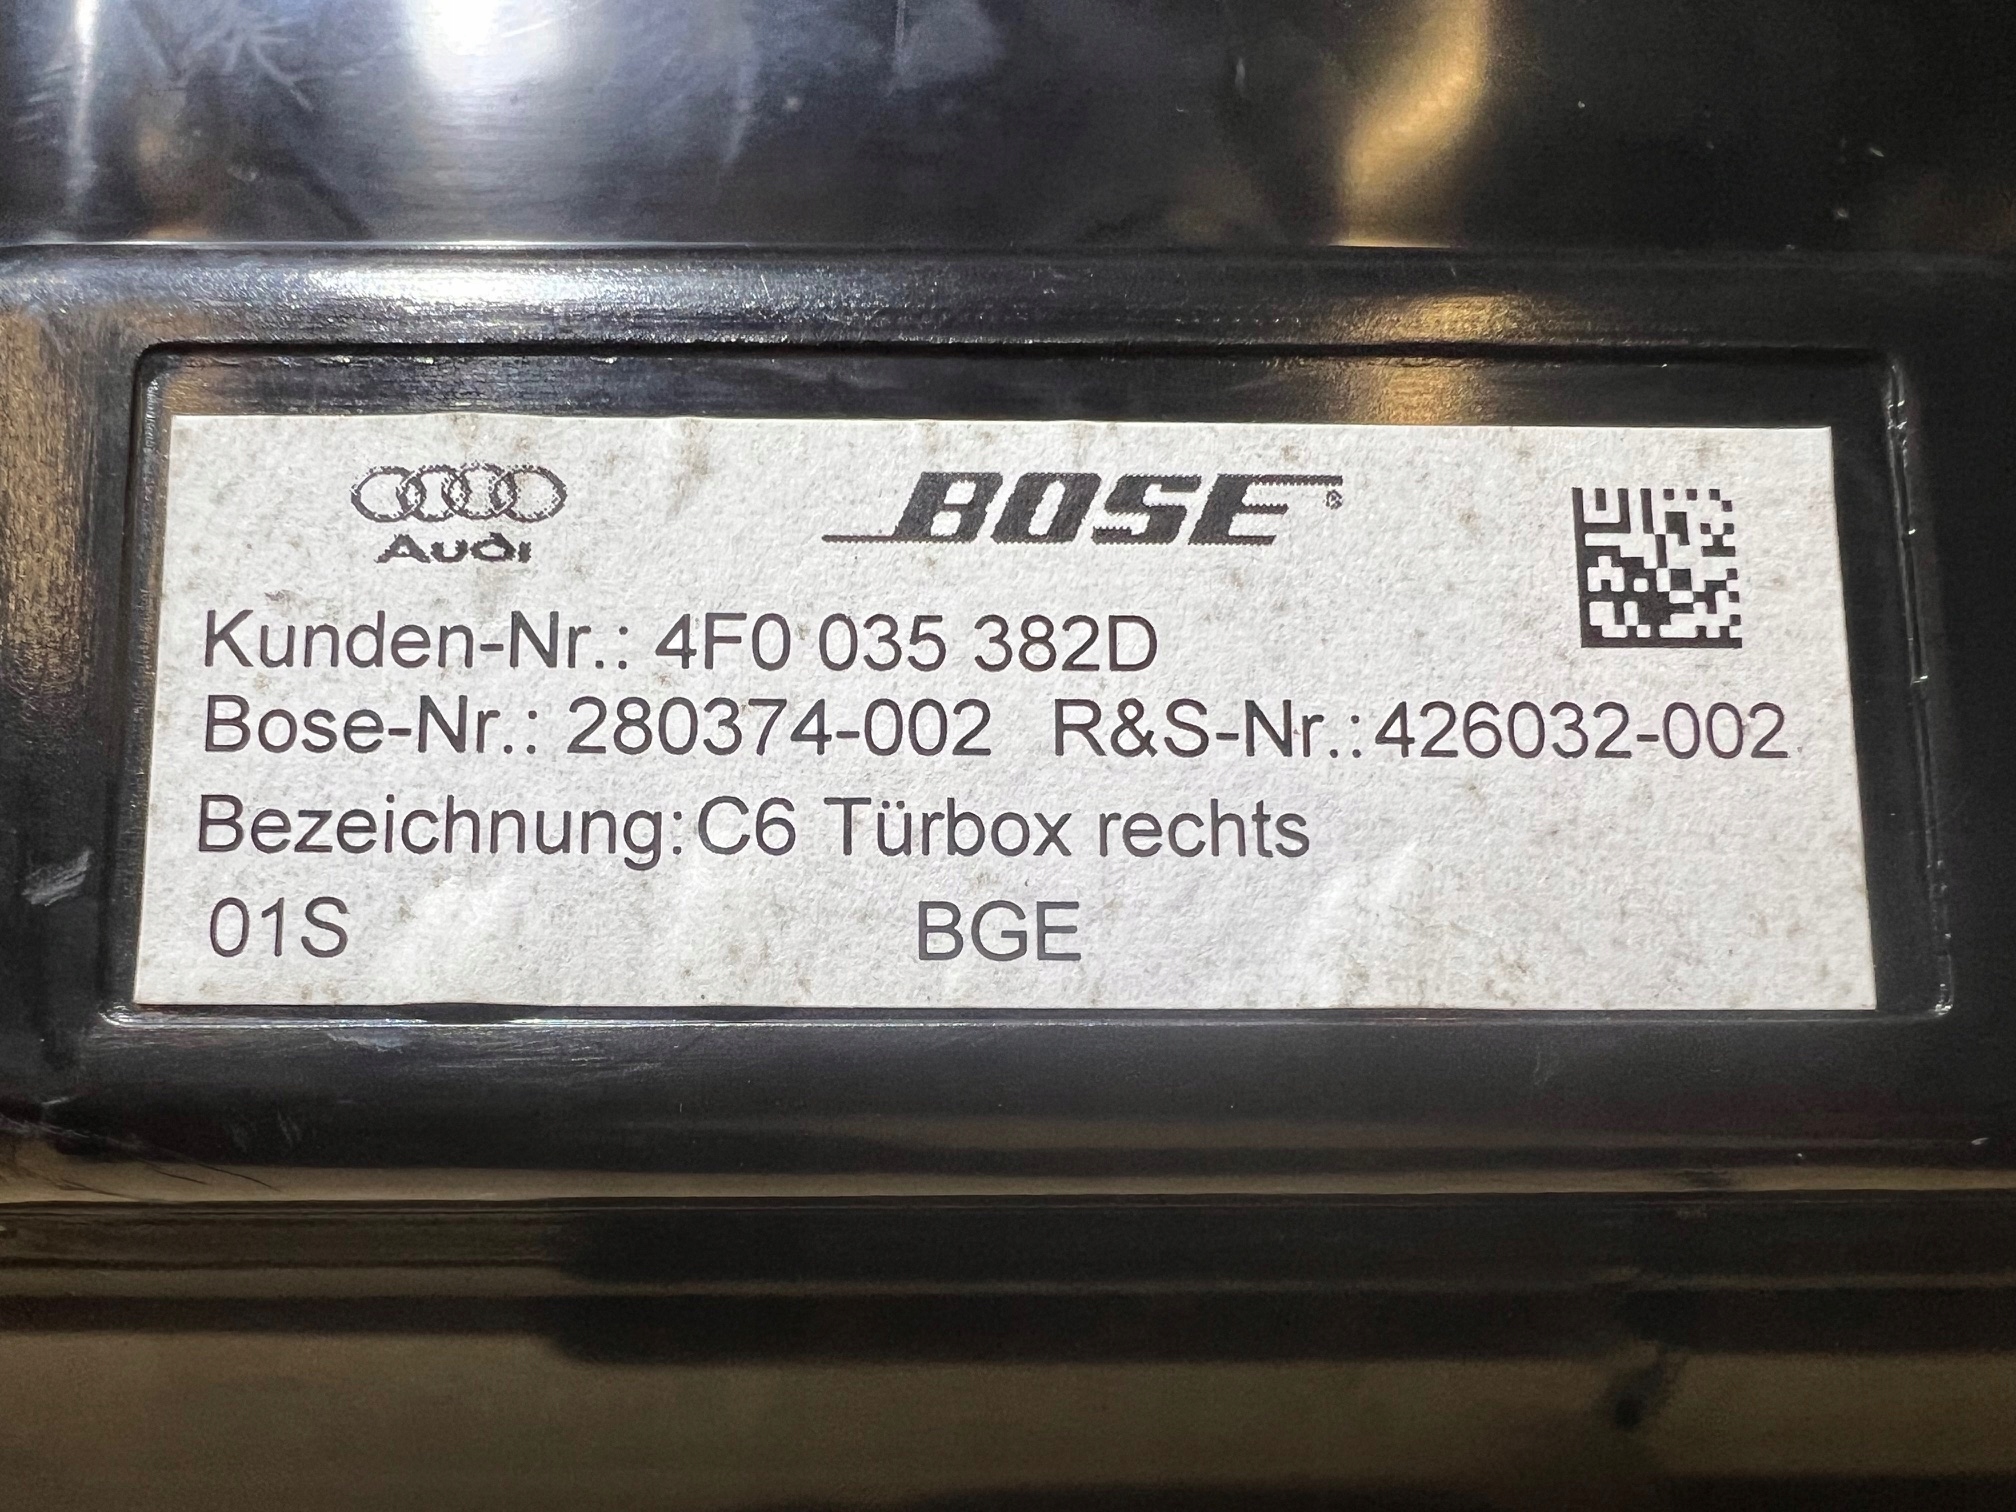 Audi BOSE®
Kunden-Nr.: 4F0 035 382D
Bose-Nr.: 280374-002 R&S-Nr.:426032-002
Bezeichnung: C6 Türbox rechts
01S BGE